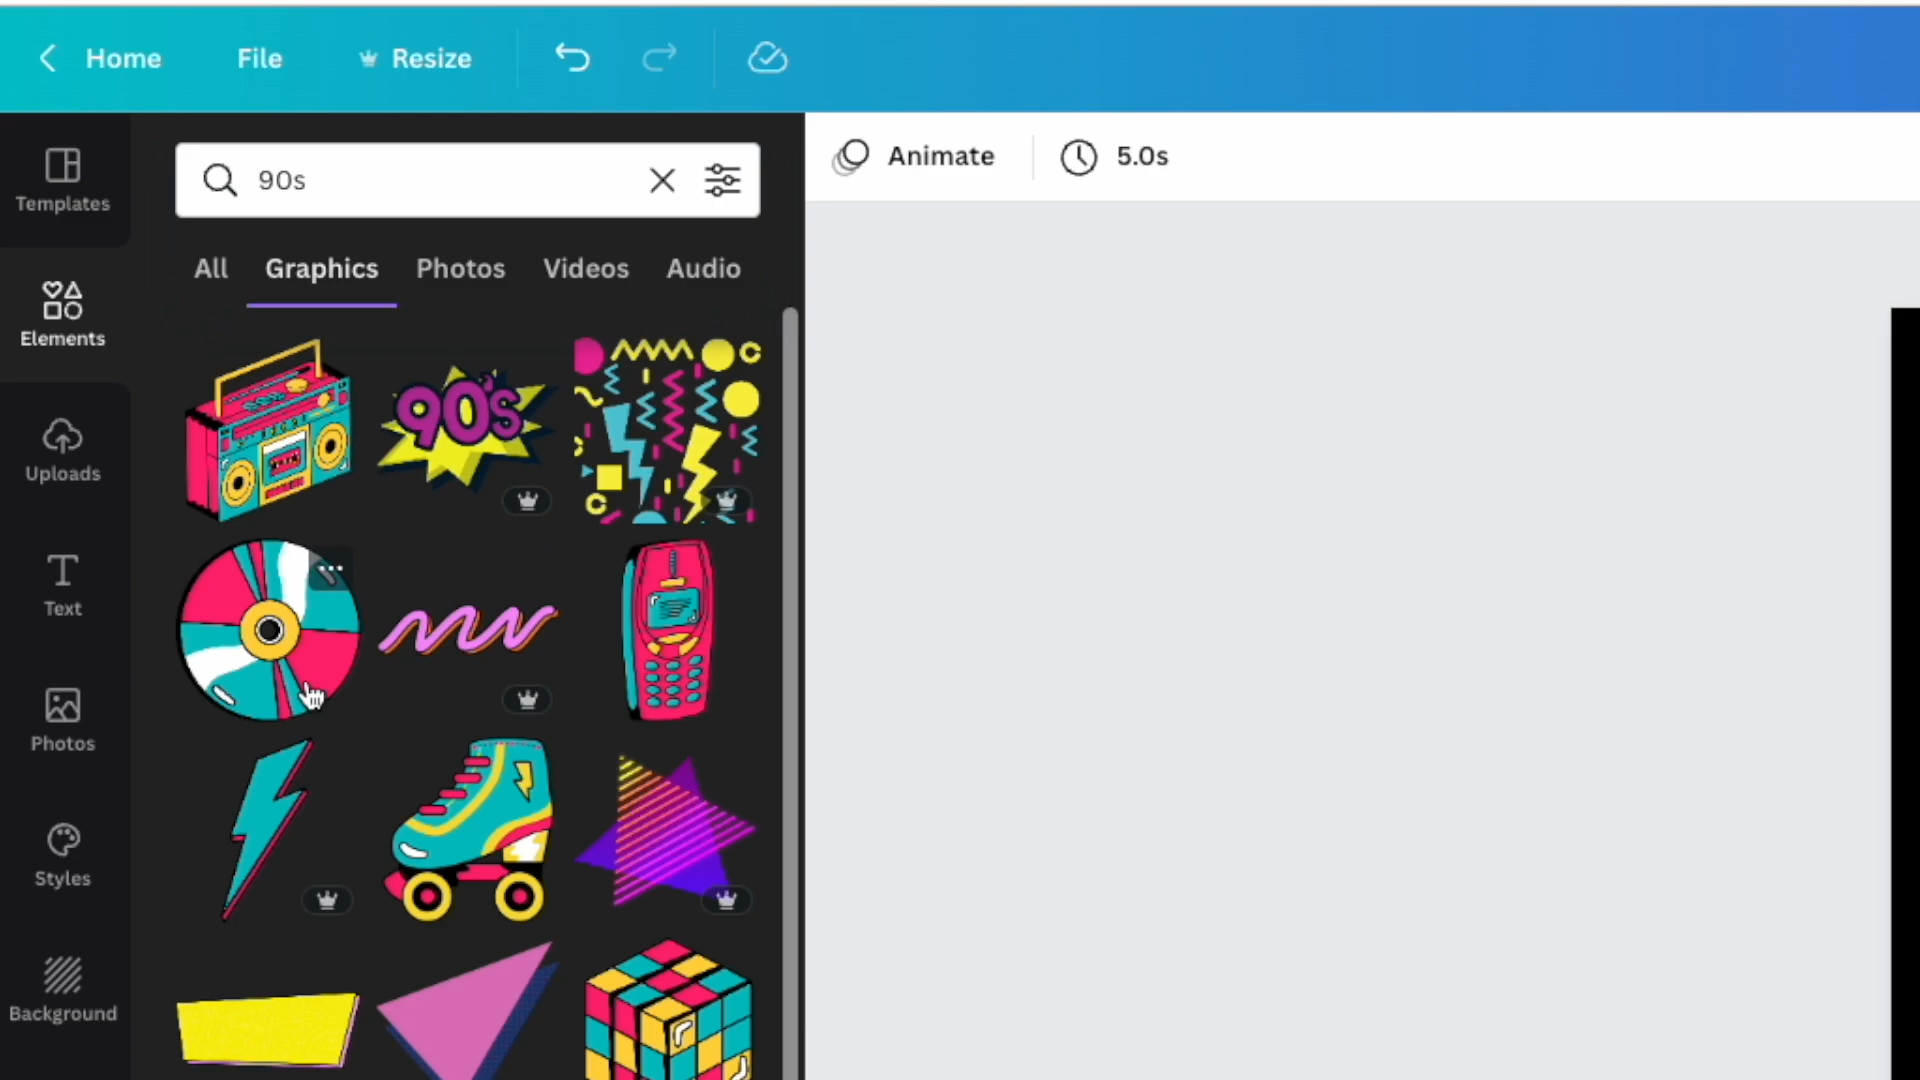 Home
File
Resize
Templates
Elements
Uploads
Text
Photos
Styles
Background
90s
All
Graphics
Photos
Videos
Audio
90's
Animate
5.0s